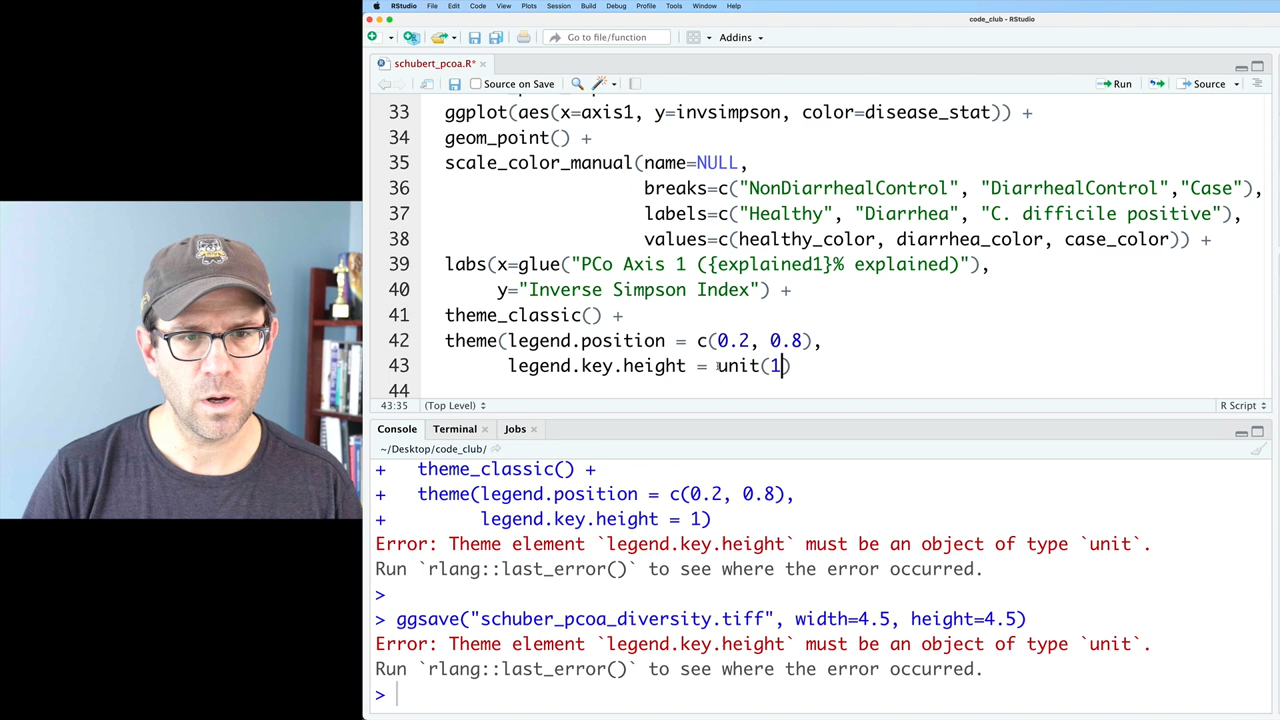 RStudio File Edit Code View Plots Session Build Debug Profile Tools Window Help
code_club - RStudio
Go to file/function Addins
schubert_pcoa.R*
Source on Save Run Source
33 ggplot(aes(x=axis1, y=invsimpson, color=disease_stat)) +
34 geom_point() +
35 scale_color_manual(name=NULL,
36 breaks=c("NonDiarrhealControl", "DiarrhealControl","Case"),
37 labels=c("Healthy", "Diarrhea", "C. difficile positive"),
38 values=c(healthy_color, diarrhea_color, case_color)) +
39 labs(x=glue("PCo Axis 1 ({explained1}% explained)"),
40 y="Inverse Simpson Index") +
41 theme_classic() +
42 theme(legend.position = c(0.2, 0.8),
43 legend.key.height = unit(1)
44
43:35 (Top Level) R Script
Console Terminal Jobs
~/Desktop/code_club/
+ theme_classic() +
+ theme(legend.position = c(0.2, 0.8),
+ legend.key.height = 1)
Error: Theme element `legend.key.height` must be an object of type `unit`.
Run `rlang::last_error()` to see where the error occurred.
>
> ggsave("schuber_pcoa_diversity.tiff", width=4.5, height=4.5)
Error: Theme element `legend.key.height` must be an object of type `unit`.
Run `rlang::last_error()` to see where the error occurred.
>